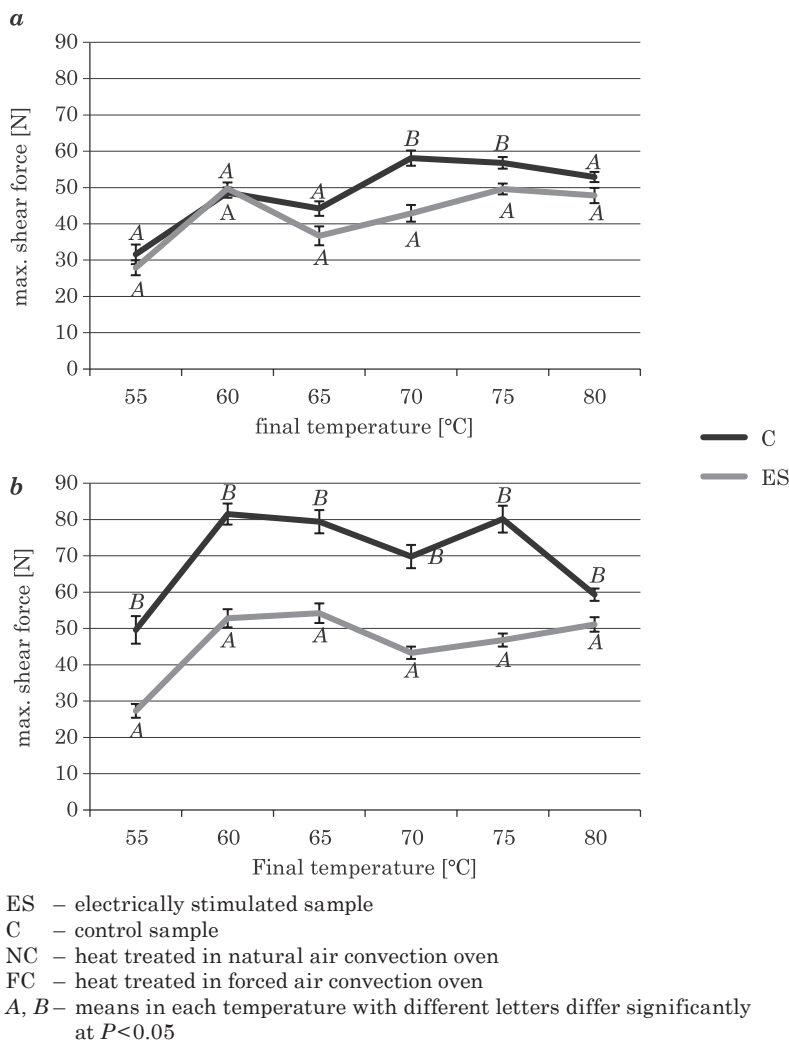 a
90
80
70
60
50
40
30
20
10
0
max. shear force [N]
A
A
A
B
B
A
A
A
A
A
A
A
55 60 65 70 75 80
final temperature [°C]
C
ES
b
90
80
70
60
50
40
30
20
10
0
max. shear force [N]
B
B
B
B
B
B
A
A
A
A
A
A
55 60 65 70 75 80
Final temperature [°C]
ES – electrically stimulated sample
C – control sample
NC – heat treated in natural air convection oven
FC – heat treated in forced air convection oven
A, B – means in each temperature with different letters differ significantly
at P<0.05